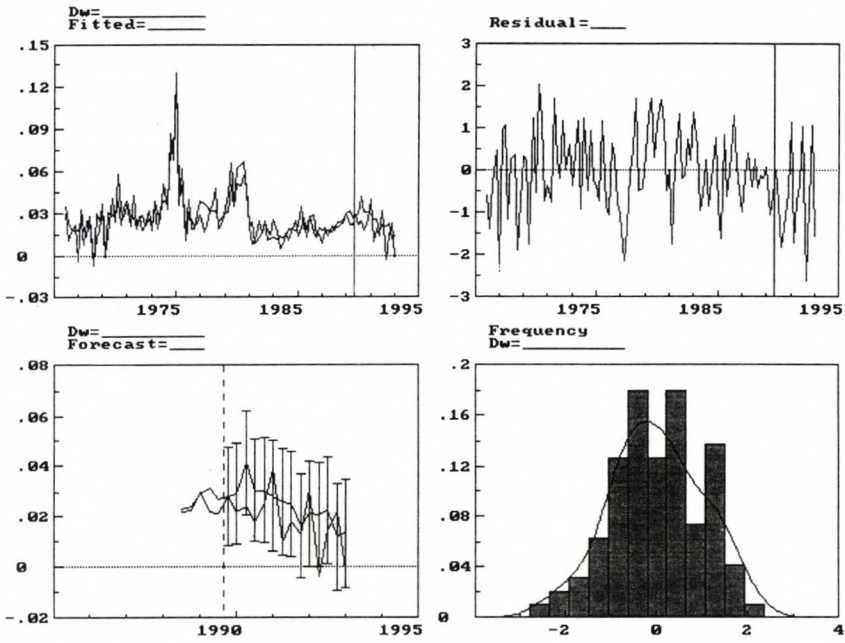 Dw=
Fitted=
.15
.12
.09
.06
.03
0
-.03
1975 1985 1995
Residual=
3
2
1
0
-1
-2
-3
1975 1985 1995
Dw=
Forecast=
.08
.06
.04
.02
0
-.02
1990 1995
Frequency
Dw=
.2
.16
.12
.08
.04
0
-2 0 2 4